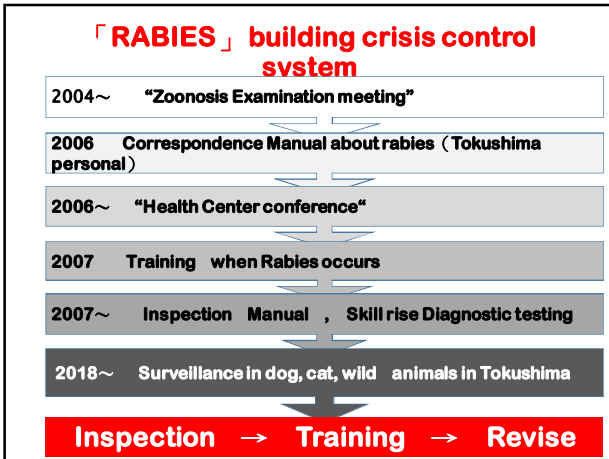 「RABIES」 building crisis control
system
2004～ “Zoonosis Examination meeting”
2006 Correspondence Manual about rabies（Tokushima
personal）
2006～ “Health Center conference“
2007 Training when Rabies occurs
2007～ Inspection Manual , Skill rise Diagnostic testing
2018～ Surveillance in dog, cat, wild animals in Tokushima
Inspection → Training → Revise